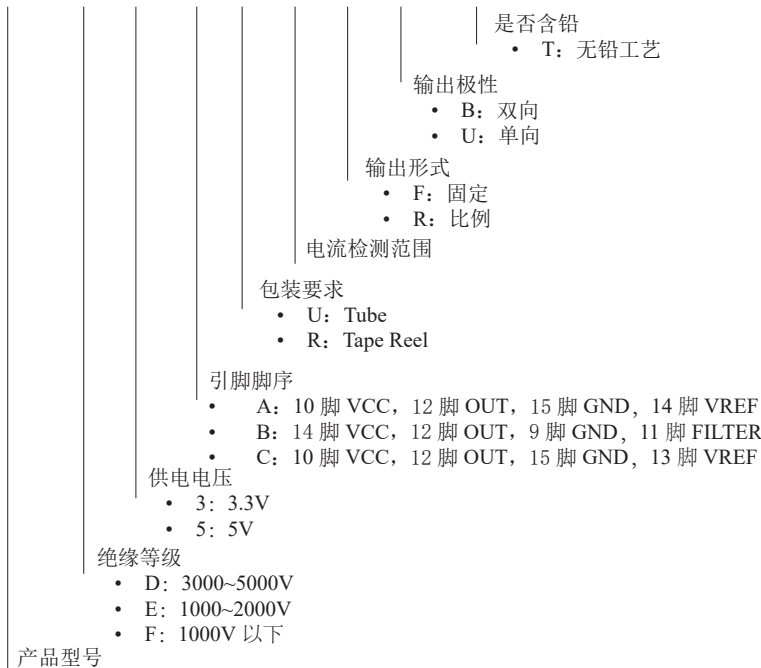 是否含铅
• T：无铅工艺
输出极性
• B：双向
• U：单向
输出形式
• F：固定
• R：比例
电流检测范围
包装要求
• U：Tube
• R：Tape Reel
引脚脚序
• A：10 脚 VCC，12 脚 OUT，15 脚 GND，14 脚 VREF
• B：14 脚 VCC，12 脚 OUT，9 脚 GND，11 脚 FILTER
• C：10 脚 VCC，12 脚 OUT，15 脚 GND，13 脚 VREF
供电电压
• 3：3.3V
• 5：5V
绝缘等级
• D：3000~5000V
• E：1000~2000V
• F：1000V 以下
产品型号